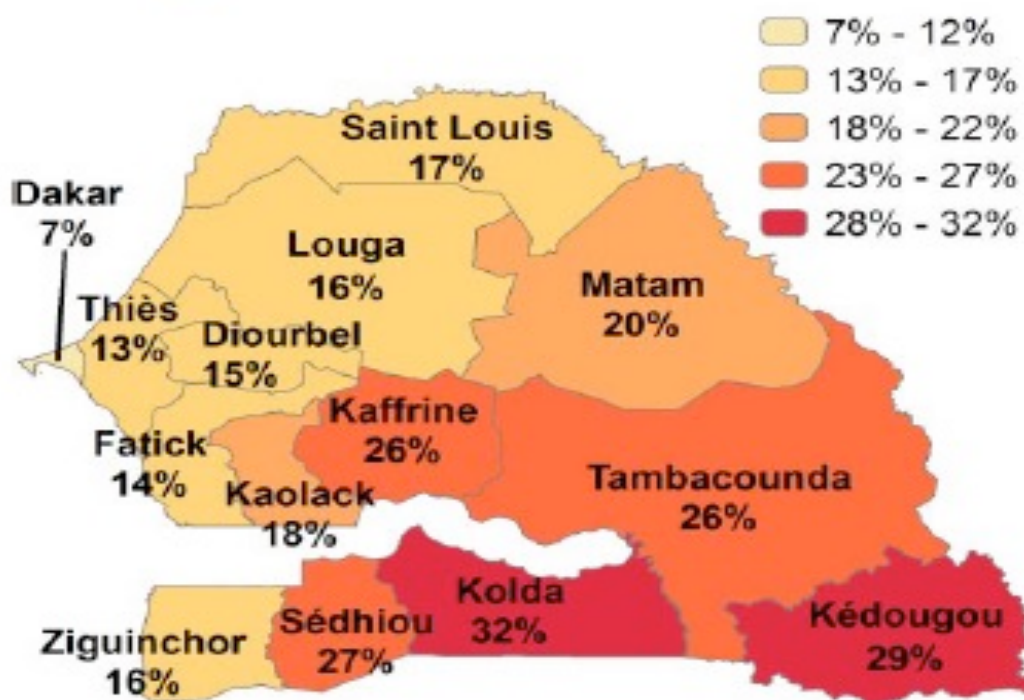 7% - 12%
13% - 17%
18% - 22%
23% - 27%
28% - 32%
Saint Louis
17%
Dakar
7%
Louga
16%
Matam
20%
Thiès
13%
Diourbel
15%
Kaffrine
26%
Fatick
14%
Kaolack
18%
Tambacounda
26%
Kolda
32%
Kédougou
29%
Sédhiou
27%
Ziguinchor
16%